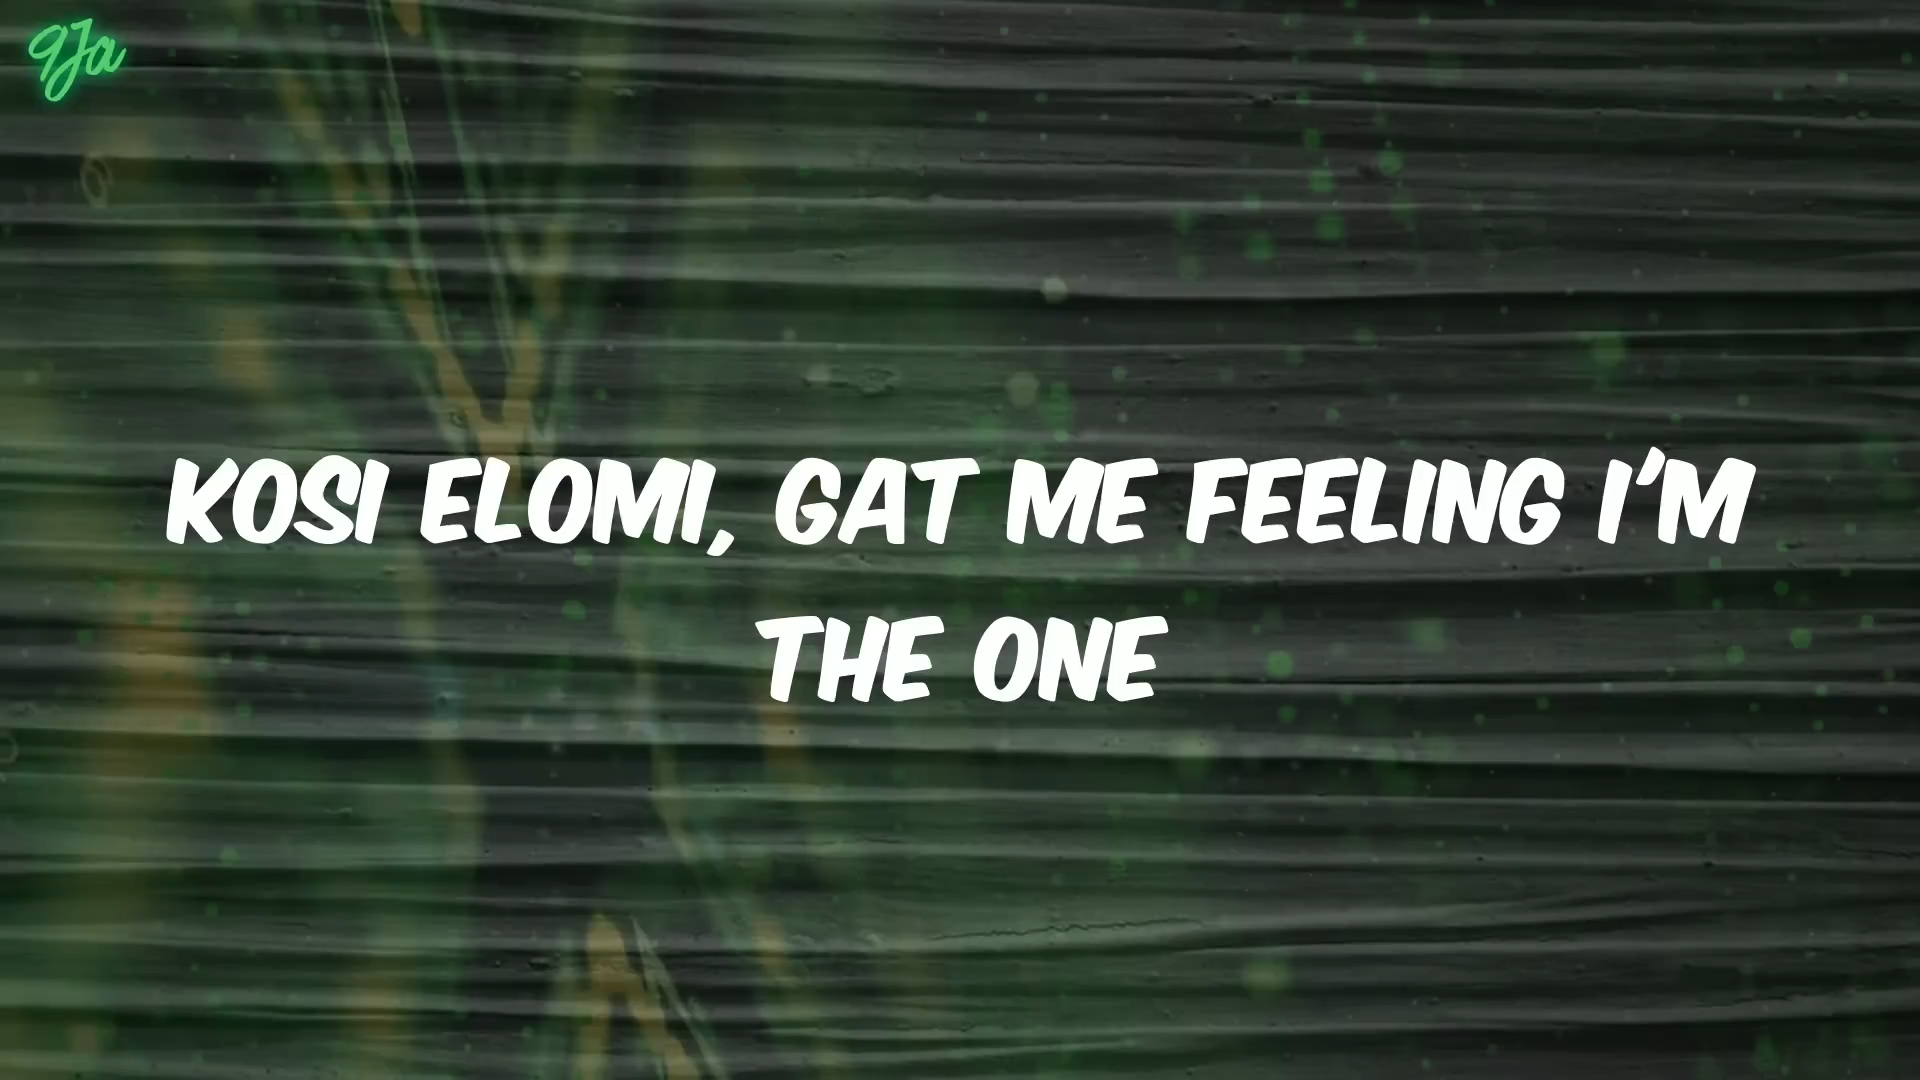 9Ja
KOSI ELOMI, GAT ME FEELING I'M
THE ONE